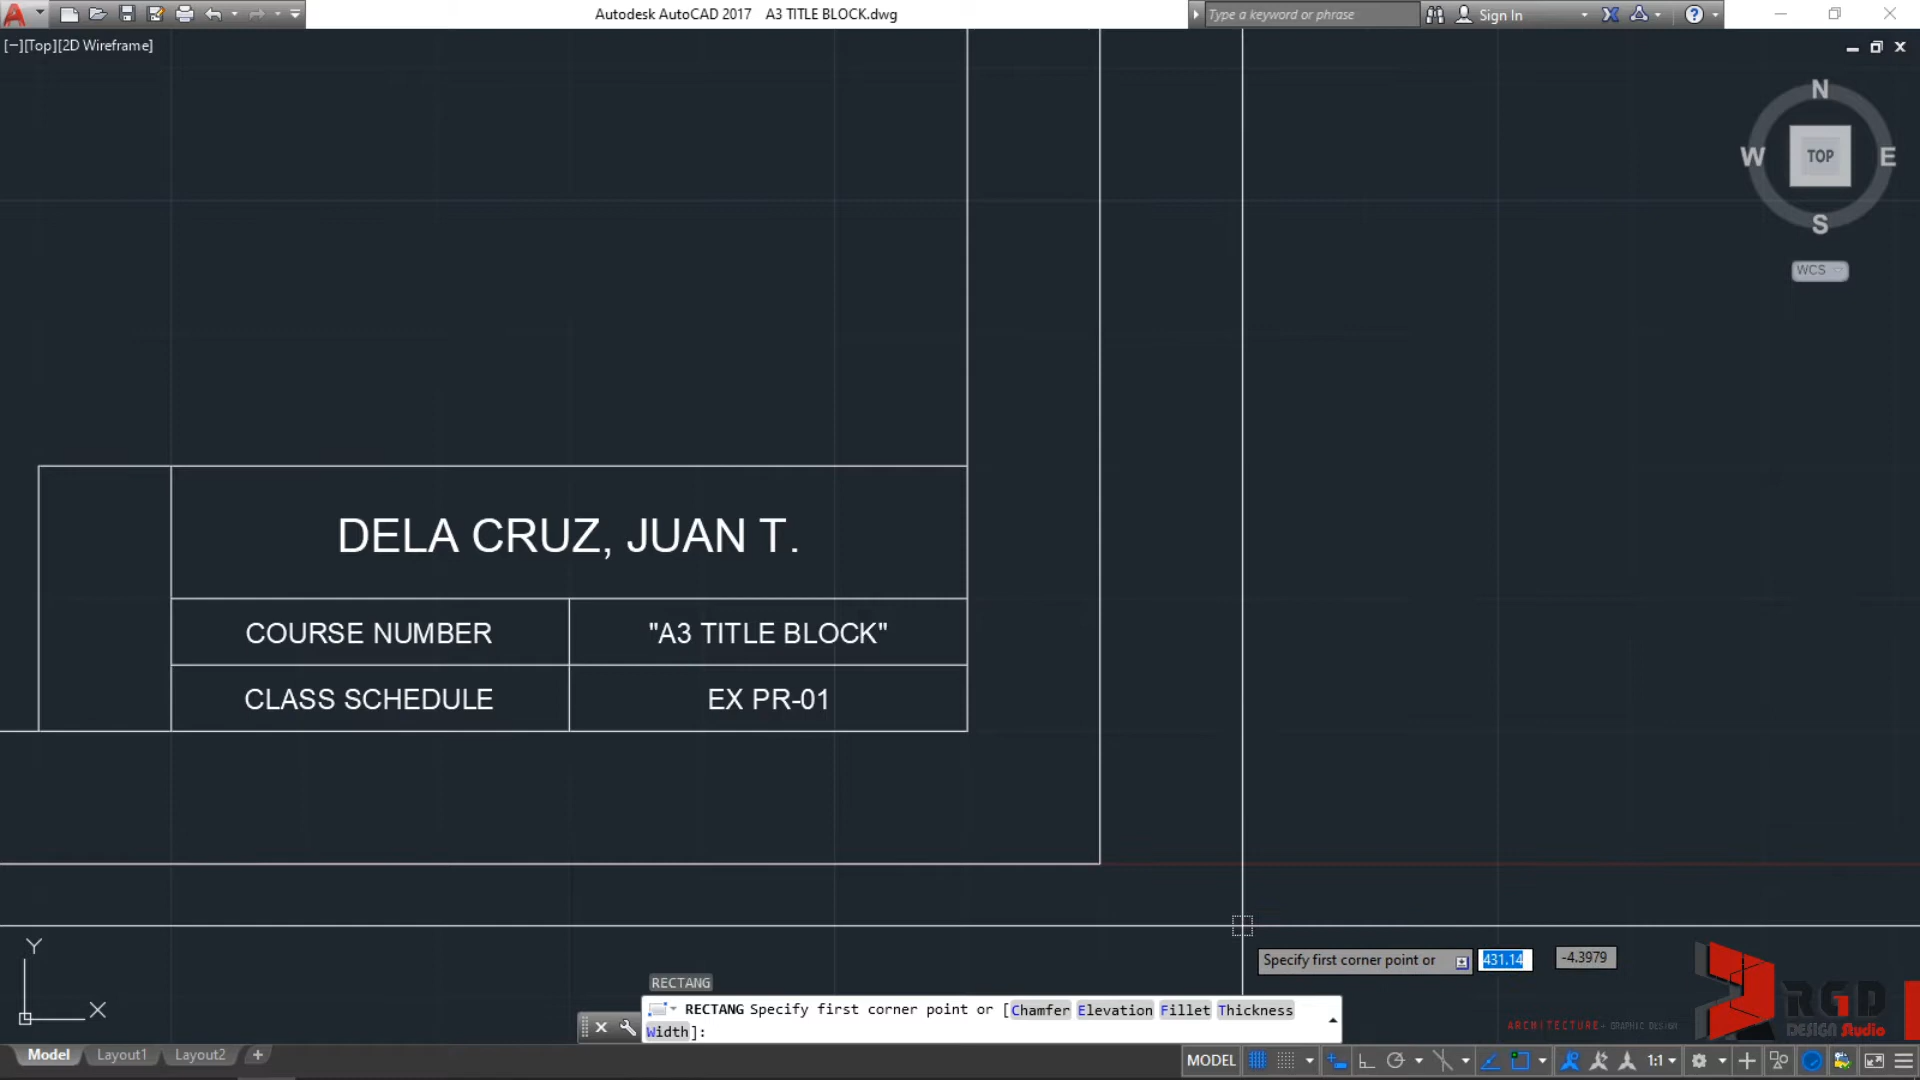 Autodesk AutoCAD 2017 A3 TITLE BLOCK.dwg
Type a keyword or phrase
Sign In
[−][Top][2D Wireframe]
N
W
TOP
E
S
WCS
DELA CRUZ, JUAN T.
COURSE NUMBER
"A3 TITLE BLOCK"
CLASS SCHEDULE
EX PR-01
Y
X
Specify first corner point or
431.14
-4.3979
RECTANG
RECTANG Specify first corner point or [Chamfer Elevation Fillet Thickness
Width]:
RGD
DESIGN Studio
ARCHITECTURE - GRAPHIC DESIGN
Model
Layout1
Layout2
+
MODEL
1:1